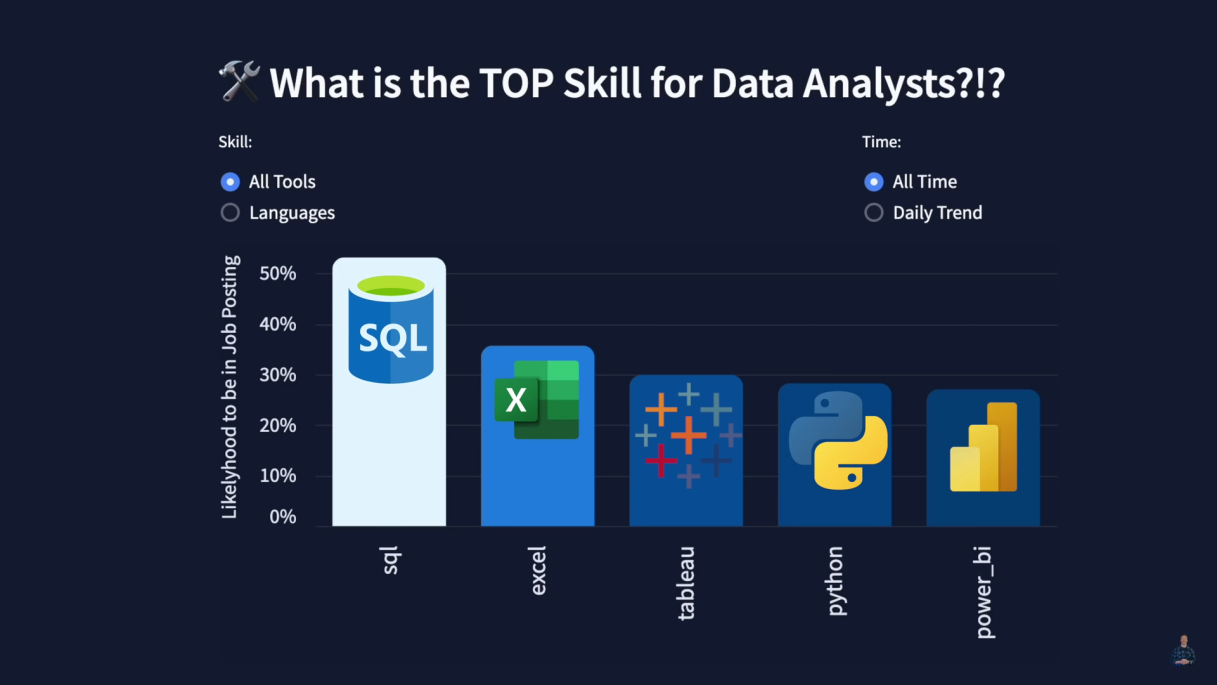 What is the TOP Skill for Data Analysts?!?
Skill:
All Tools
Languages
Time:
All Time
Daily Trend
Likelyhood to be in Job Posting
50%
40%
30%
20%
10%
0%
SQL
X
sql
excel
tableau
python
power_bi